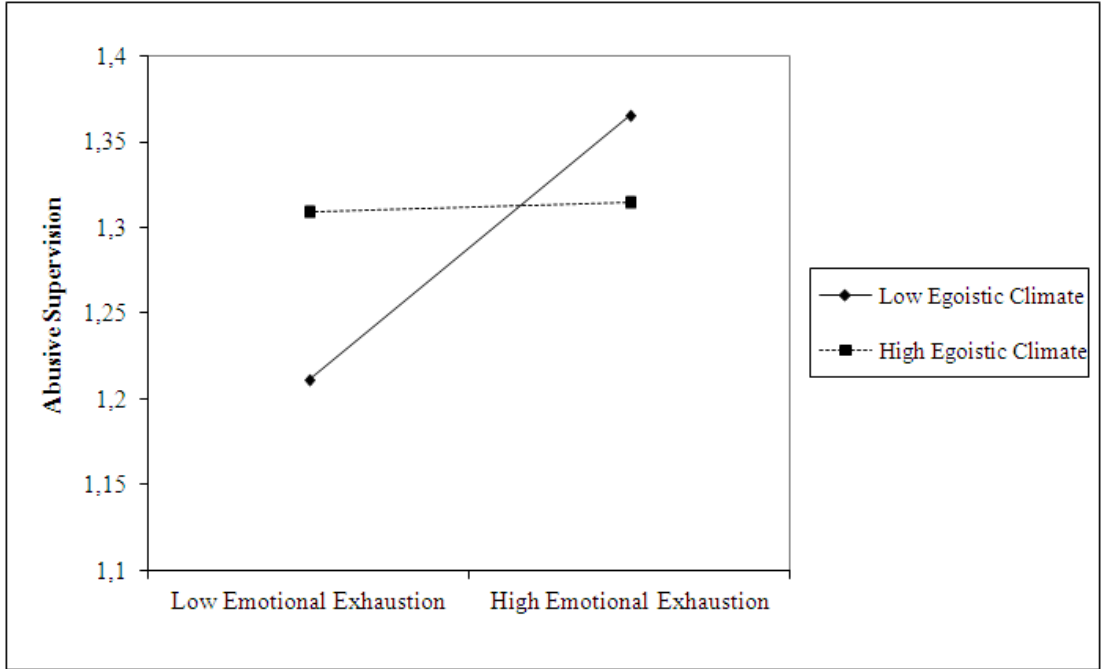 1,4
1,35
1,3
1,25
1,2
1,15
1,1
Abusive Supervision
Low Emotional Exhaustion
High Emotional Exhaustion
Low Egoistic Climate
High Egoistic Climate